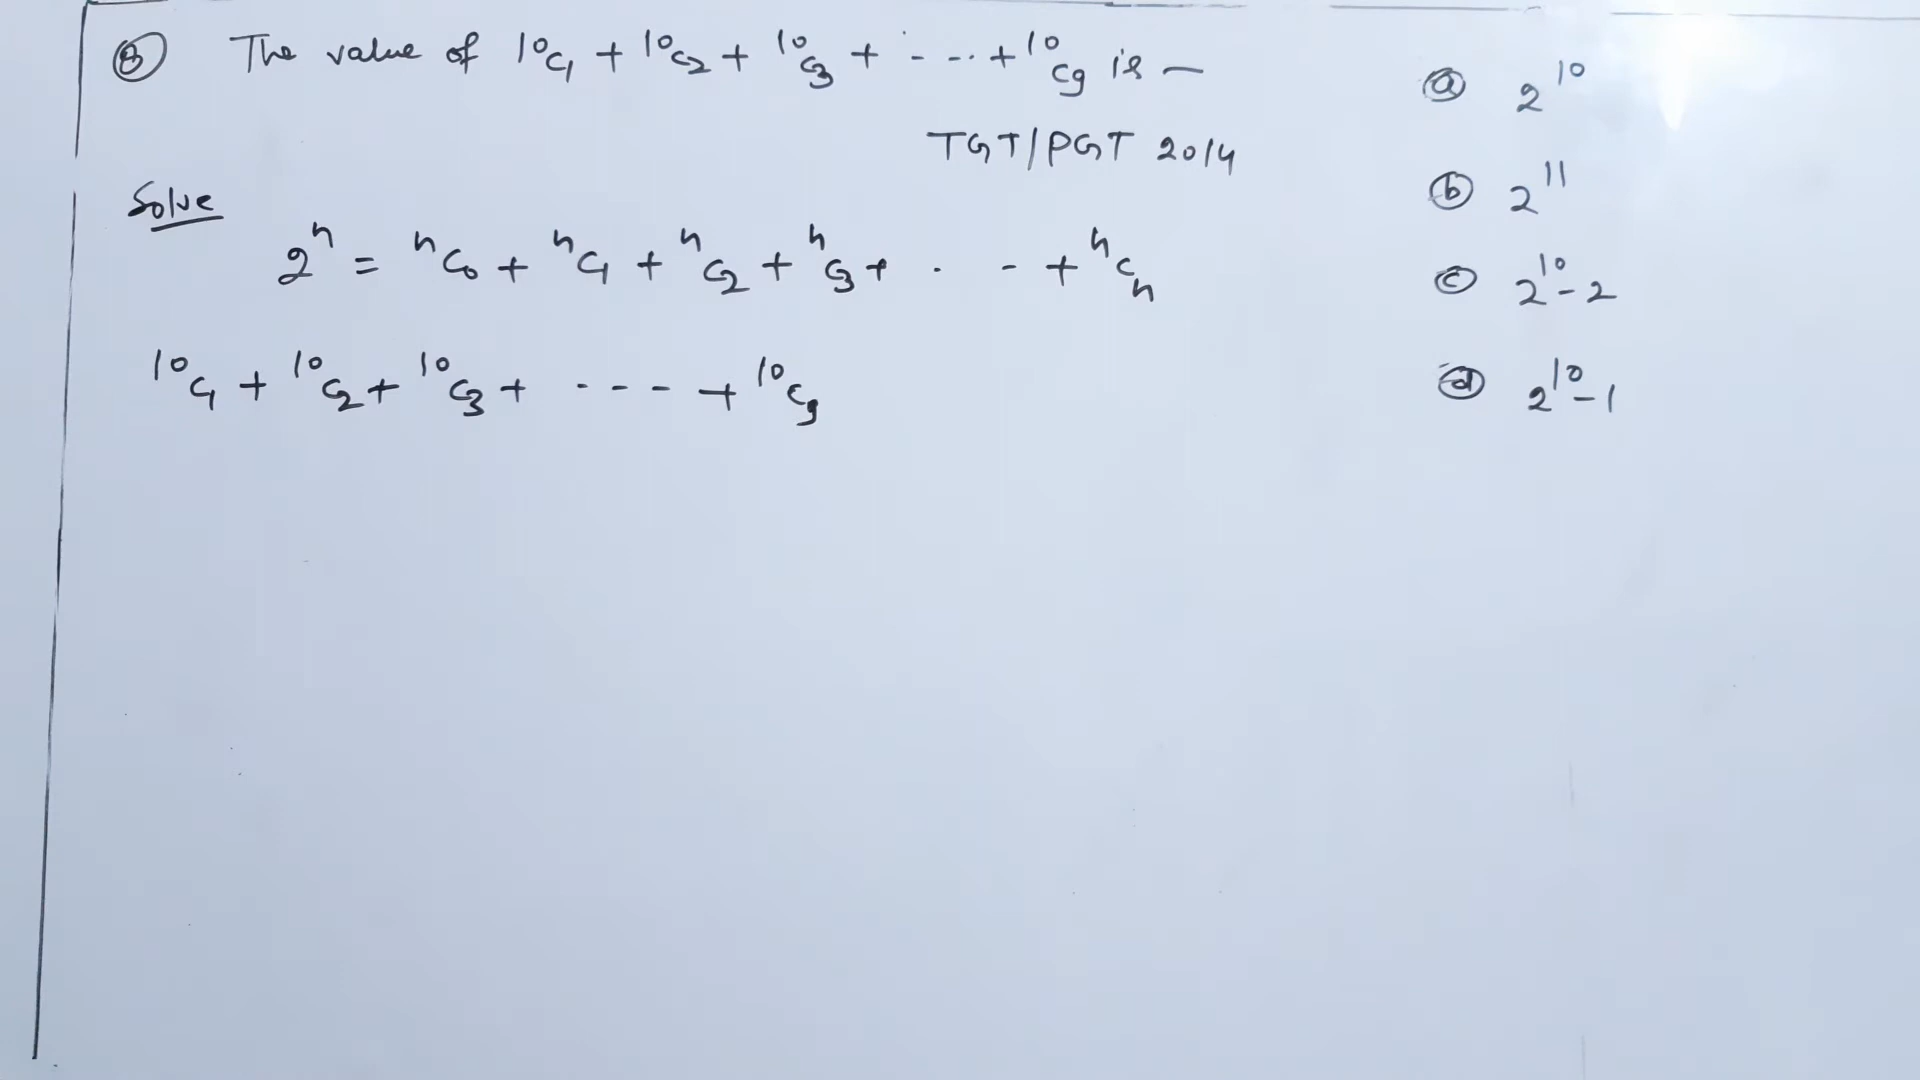 ③ The value of ¹⁰C₁ + ¹⁰C₂ + ¹⁰C₃ + - - .. + ¹⁰C₉ is —
TGT/PGT 2014
Solve
2ⁿ = ⁿC₀ + ⁿC₁ + ⁿC₂ + ⁿC₃ + . - + ⁿCₙ
¹⁰C₁ + ¹⁰C₂ + ¹⁰C₃ + - - - - + ¹⁰C₉
ⓐ 2¹⁰
ⓑ 2¹¹
ⓒ 2¹⁰ - 2
ⓓ 2¹⁰ - 1